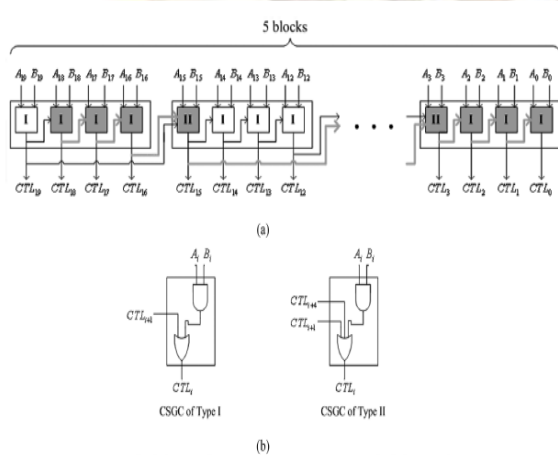 5 blocks
A19 B19 A18 B18 A17 B17 A16 B16 A15 B15 A14 B14 A13 B13 A12 B12 A3 B3 A2 B2 A1 B1 A0 B0
I I I I II I I I II I I I
CTL19 CTL18 CTL17 CTL16 CTL15 CTL14 CTL13 CTL12 CTL3 CTL2 CTL1 CTL0
(a)
Ai Bi Ai Bi
CTLi+4
CTLi+1 CTLi+1
CTLi CTLi
CSGC of Type I CSGC of Type II
(b)